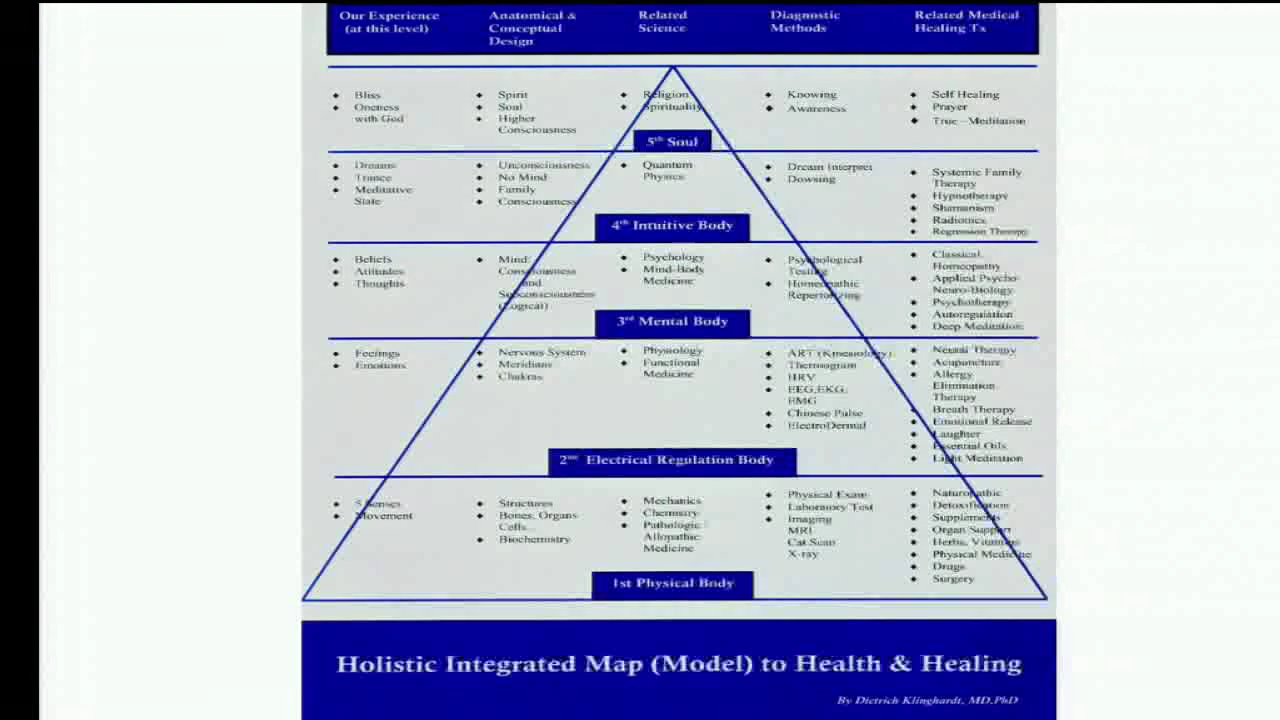 Our Experience
(at this level)
Anatomical &
Conceptual
Design
Related
Science
Diagnostic
Methods
Related Medical
Healing Tx
Bliss
Oneness
with God
Spirit
Soul
Higher
Consciousness
Religion
Spirituality
Knowing
Awareness
Self Healing
Prayer
True –Meditation
5th Soul
Dreams
Trance
Meditative
State
Unconsciousness
No Mind
Family
Consciousness
Quantum
Physics
Dream Interpret
Dowsing
Systemic Family
Therapy
Hypnotherapy
Shamanism
Radionics
Regression Therapy
4th Intuitive Body
Beliefs
Attitudes
Thoughts
Mind:
Consciousness
and
Subconsciousness
(Logical)
Psychology
Mind-Body
Medicine
Psychological
Testing
Homeopathic
Repertorizing
Classical
Homeopathy
Applied Psycho-
Neuro-Biology
Psychotherapy
Autoregulation
Deep Meditation
3rd Mental Body
Feelings
Emotions
Nervous System
Meridians
Chakras
Physiology
Functional
Medicine
ART (Kinesiology)
Thermogram
HRV
EEG,EKG,
EMG
Chinese Pulse
ElectroDermal
Neural Therapy
Acupuncture
Allergy
Elimination
Therapy
Breath Therapy
Emotional Release
Laughter
Essential Oils
Light Meditation
2nd Electrical Regulation Body
5 Senses
Movement
Structures
Bones, Organs
Cells...
Biochemistry
Mechanics
Chemistry
Pathologic
Allopathic
Medicine
Physical Exam
Laboratory Test
Imaging
MRI
Cat Scan
X-ray
Naturopathic
Detoxification
Supplements
Organ Support
Herbs, Vitamins
Physical Medicine
Drugs
Surgery
1st Physical Body
Holistic Integrated Map (Model) to Health & Healing
By Dietrich Klinghardt, MD,PhD